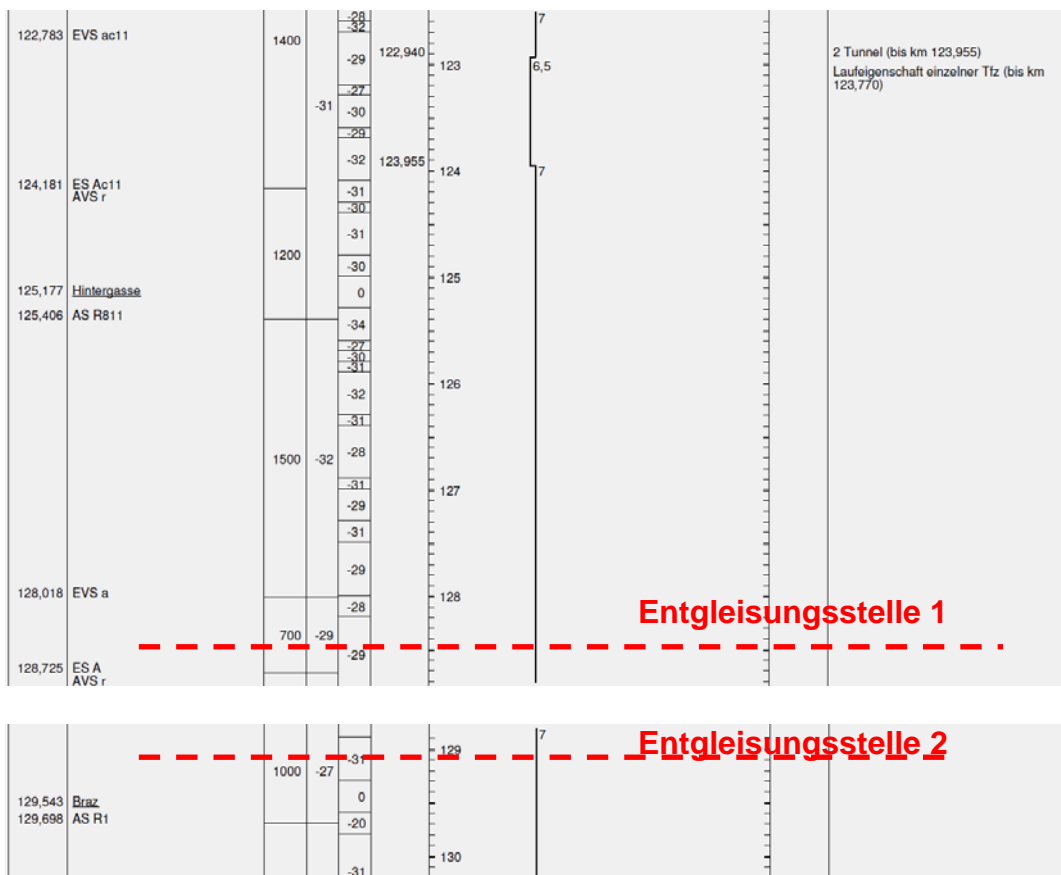 -28
7
122,783 EVS ac11 1400 -32
-29 122,940 123 6,5 2 Tunnel (bis km 123,955)
Laufeigenschaft einzelner Tfz (bis km
123,770)
-27
-31 -30
-29
-32 123,955 124 7
124,181 ES Ac11 -31
AVS r -30
-31
1200 -30 125
125,177 Hintergasse 0
125,406 AS R811 -34
-27
-30
-31
-32 126
-31
1500 -32 -28
-31 127
-29
-31
-29
128,018 EVS a -28 128
Entgleisungsstelle 1
700 -29
-29
128,725 ES A
AVS r
7
Entgleisungsstelle 2
129
-31
1000 -27
129,543 Braz 0
129,698 AS R1 -20
130
-31